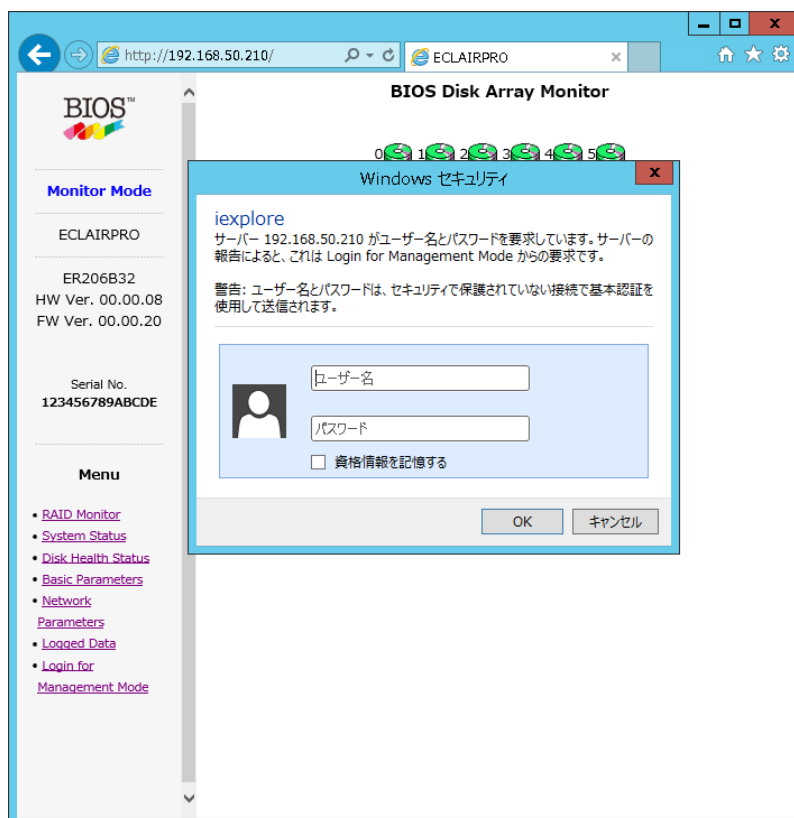 http://192.168.50.210/
ECLAIRPRO
BIOS™
Monitor Mode
ECLAIRPRO
ER206B32
HW Ver. 00.00.08
FW Ver. 00.00.20
Serial No.
123456789ABCDE
Menu
• RAID Monitor
• System Status
• Disk Health Status
• Basic Parameters
• Network
Parameters
• Logged Data
• Login for
Management Mode
BIOS Disk Array Monitor
0 1 2 3 4 5
Windows セキュリティ
iexplore
サーバー 192.168.50.210 がユーザー名とパスワードを要求しています。サーバーの
報告によると、これは Login for Management Mode からの要求です。
警告: ユーザー名とパスワードは、セキュリティで保護されていない接続で基本認証を
使用して送信されます。
ユーザー名
パスワード
資格情報を記憶する
OK キャンセル